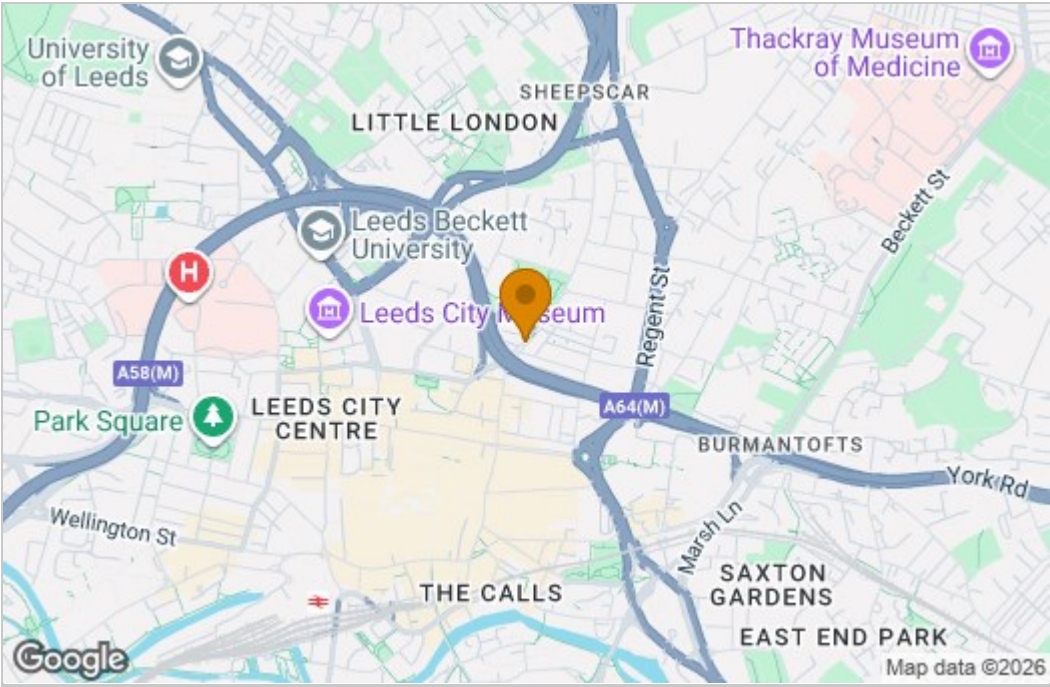 University
of Leeds
Thackray Museum
of Medicine
SHEEPSCAR
LITTLE LONDON
Beckett St
Leeds Beckett
University
H
Leeds City Museum
Regent St
A58(M)
A64(M)
Park Square
LEEDS CITY
CENTRE
BURMANTOFTS
York Rd
Wellington St
Marsh Ln
THE CALLS
SAXTON
GARDENS
EAST END PARK
Google
Map data ©2026